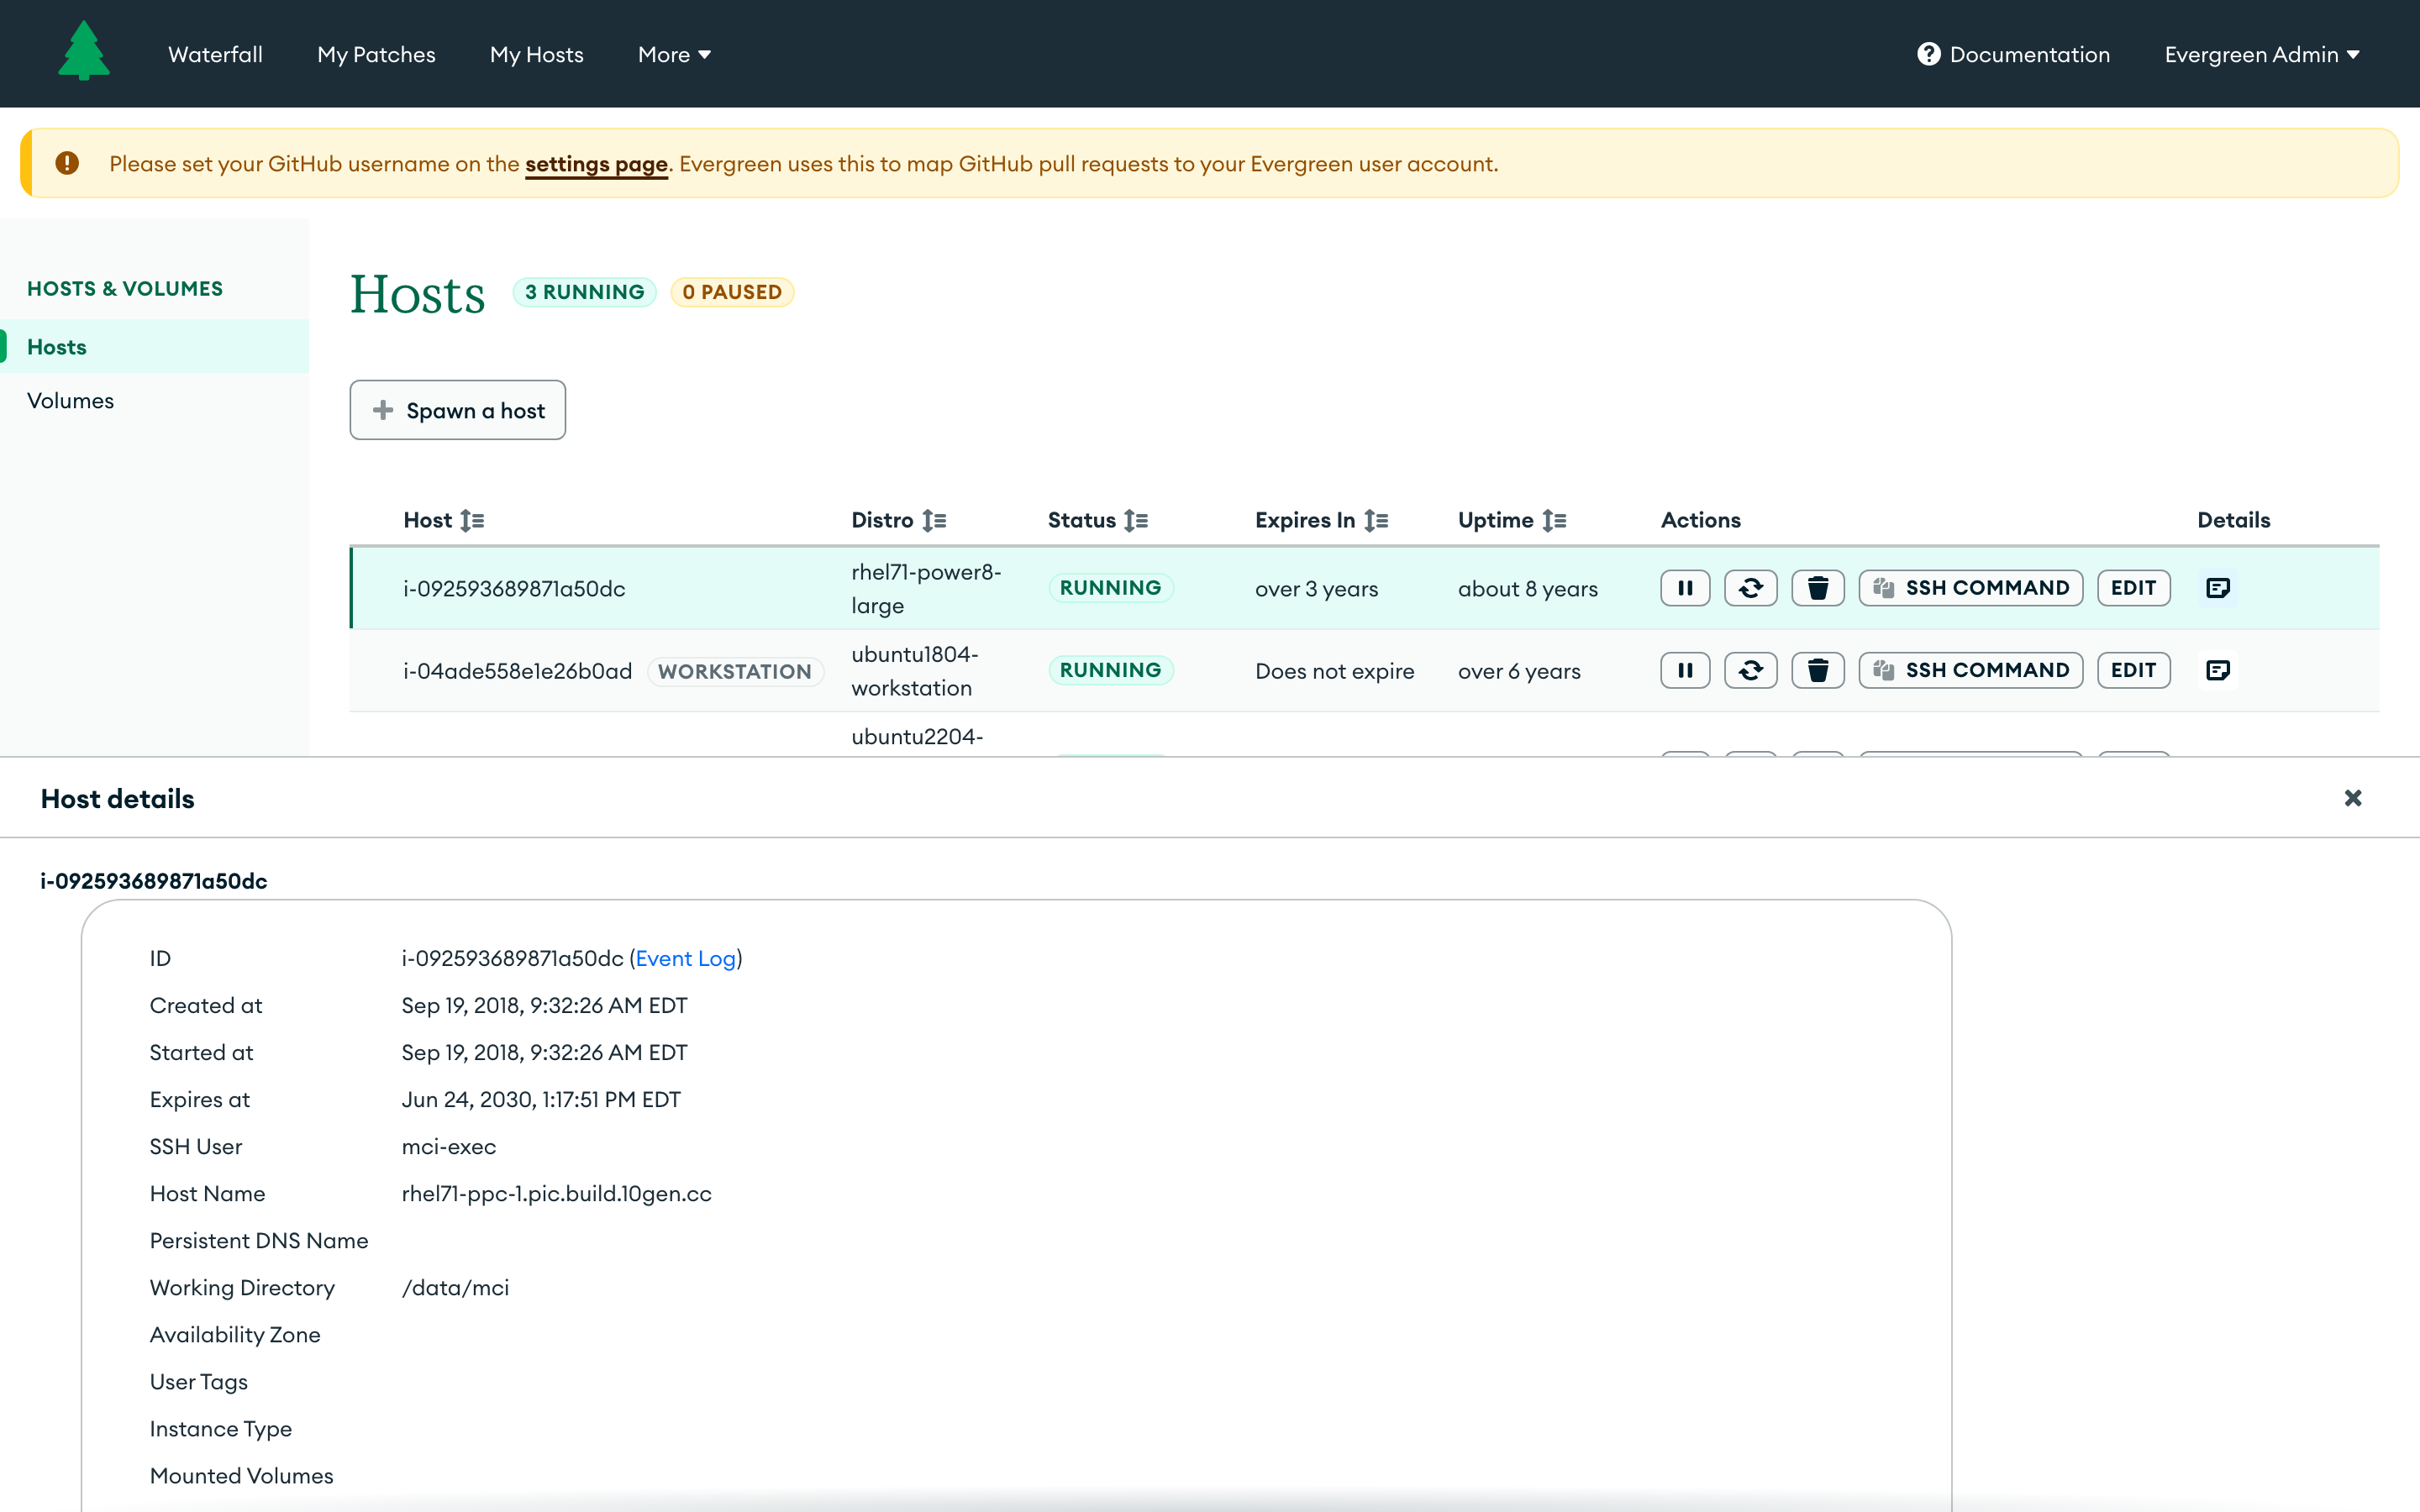 Waterfall My Patches My Hosts More Documentation Evergreen Admin
Please set your GitHub username on the settings page. Evergreen uses this to map GitHub pull requests to your Evergreen user account.
HOSTS & VOLUMES
Hosts
Volumes
Hosts 3 RUNNING 0 PAUSED
Spawn a host
Host Distro Status Expires In Uptime Actions Details
i-092593689871a50dc rhel71-power8-large RUNNING over 3 years about 8 years SSH COMMAND EDIT
i-04ade558e1e26b0ad WORKSTATION ubuntu1804-workstation RUNNING Does not expire over 6 years SSH COMMAND EDIT
ubuntu2204-
Host details
i-092593689871a50dc
ID i-092593689871a50dc (Event Log)
Created at Sep 19, 2018, 9:32:26 AM EDT
Started at Sep 19, 2018, 9:32:26 AM EDT
Expires at Jun 24, 2030, 1:17:51 PM EDT
SSH User mci-exec
Host Name rhel71-ppc-1.pic.build.10gen.cc
Persistent DNS Name
Working Directory /data/mci
Availability Zone
User Tags
Instance Type
Mounted Volumes